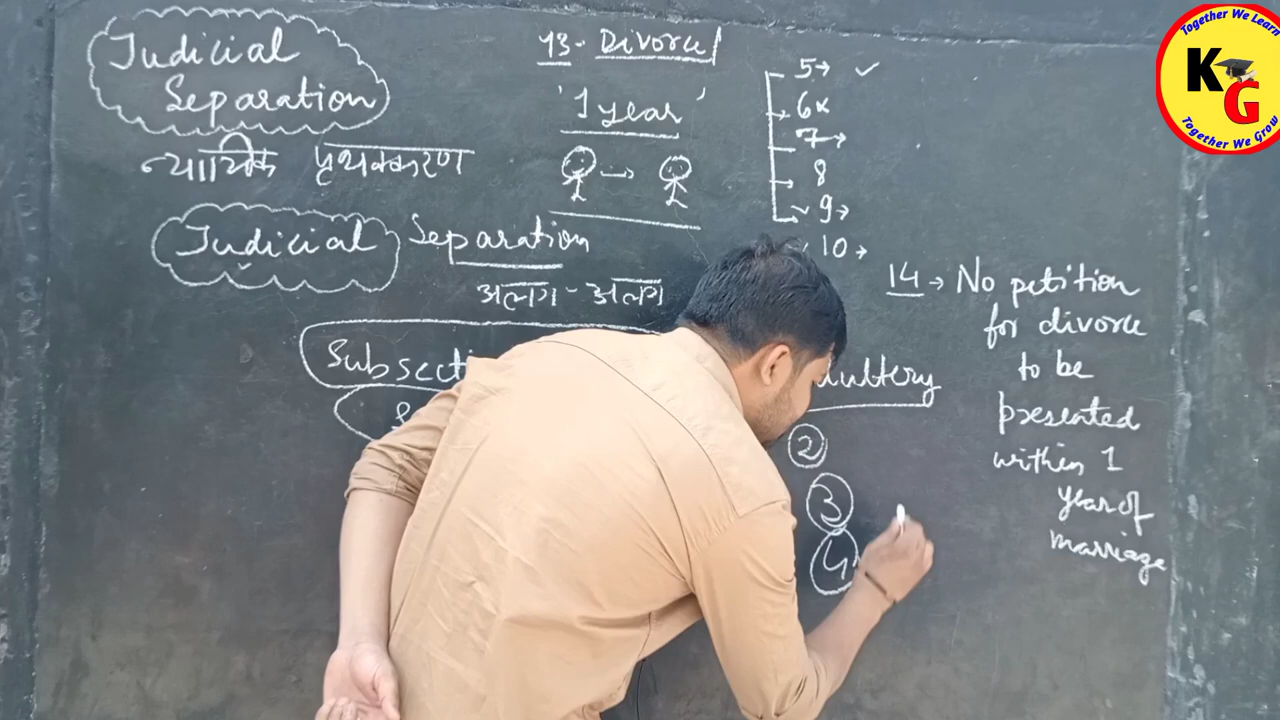 Judicial
Separation
न्यायिक पृथक्करण
Judicial Separation
अलग - अलग
13. Divorce
'1 year'
5→ ✓
6×
7→
8
9→
10→
14 → No petition
for divorce
to be
presented
within 1
year of
marriage
2
3
4
Together We Learn
KG
Together We Grow